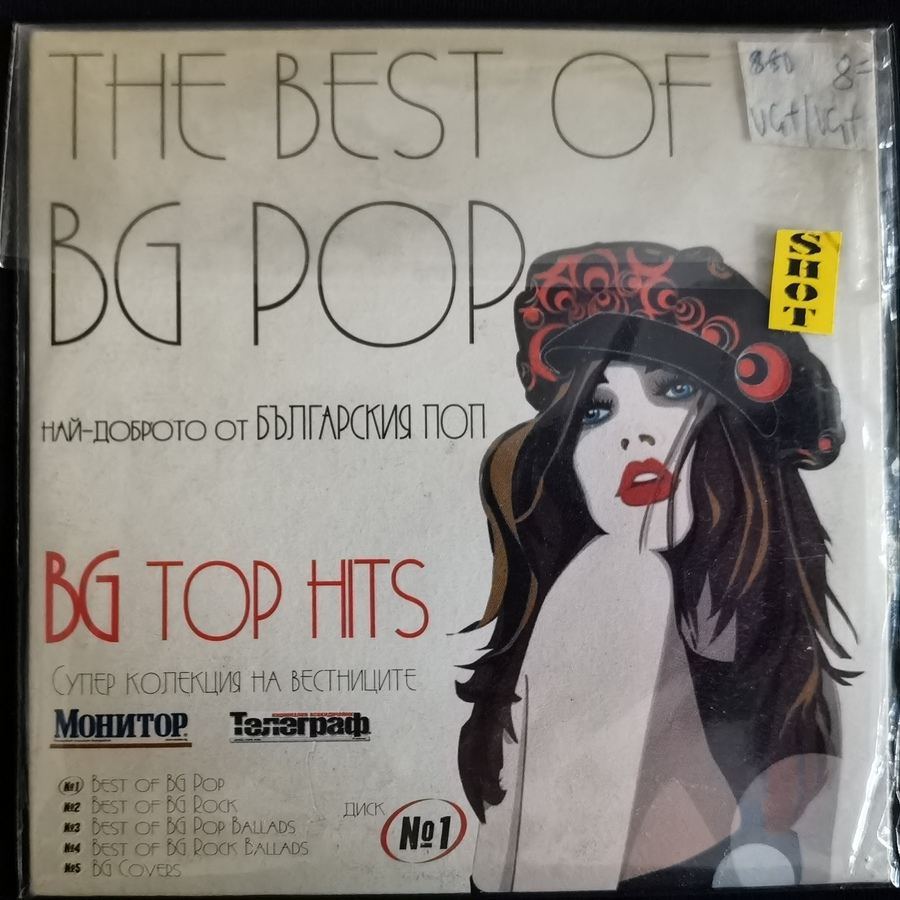 THE BEST OF
BG POP
НАЙ-ДОБРОТО ОТ БЪЛГАРСКИЯ ПОП
BG TOP HITS
СУПЕР КОЛЕКЦИЯ НА ВЕСТНИЦИТЕ
МОНИТОР
Телеграф
№1 BEST OF BG POP
№2 BEST OF BG ROCK
№3 BEST OF BG POP BALLADS
№4 BEST OF BG ROCK BALLADS
№5 BG COVERS
ДИСК №1
8=
VG+/VG+
SHOT